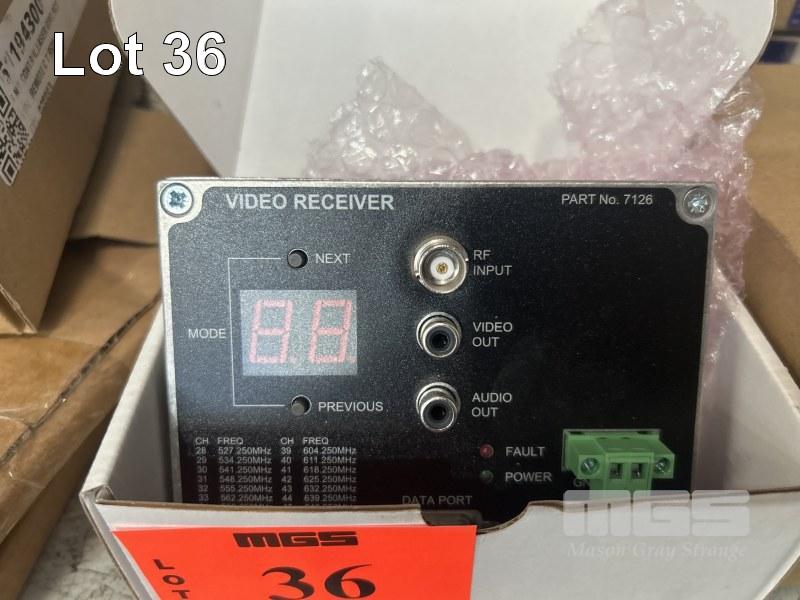 Lot 36
194300
VIDEO RECEIVER
PART No. 7126
NEXT
RF
INPUT
MODE
8.8.
VIDEO
OUT
PREVIOUS
AUDIO
OUT
CH FREQ CH FREQ
28 527.250MHz 39 604.250MHz
29 534.250MHz 40 611.250MHz
30 541.250MHz 41 618.250MHz
31 548.250MHz 42 625.250MHz
32 555.250MHz 43 632.250MHz
33 562.250MHz 44 639.250MHz
FAULT
POWER
DATA PORT
MGS
Mason Gray Strange
MGS
LOT
36